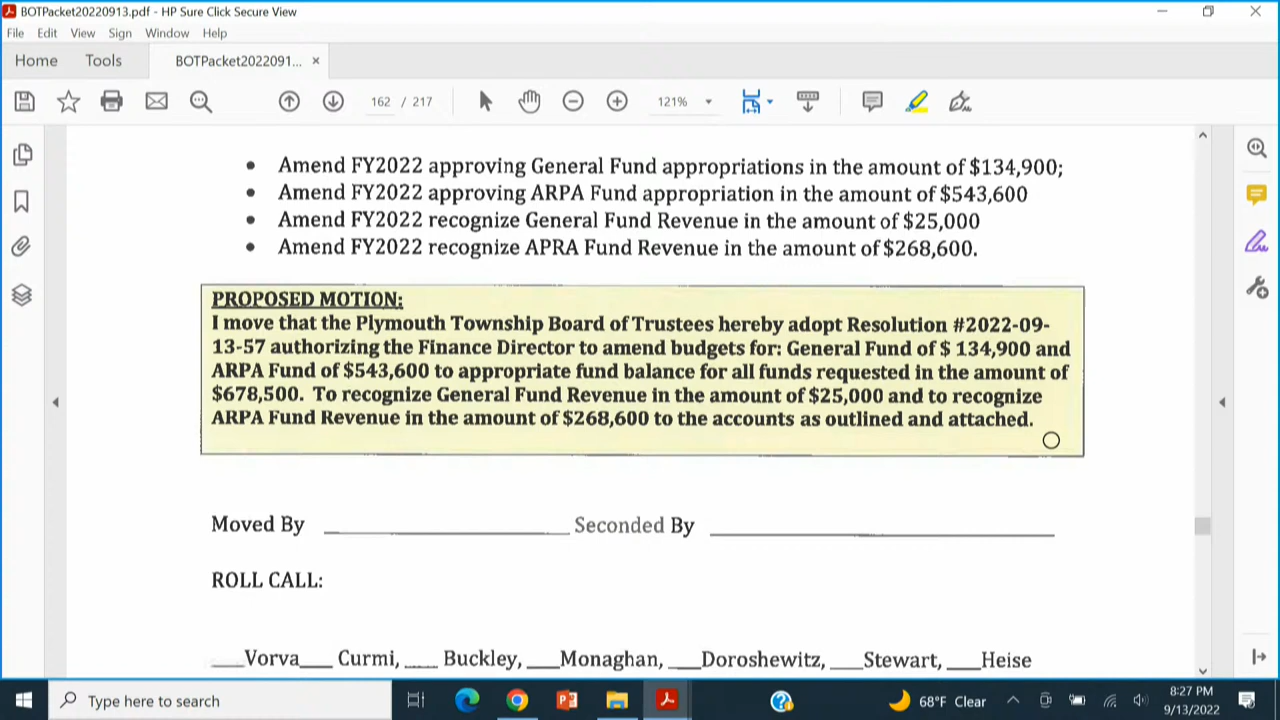 BOTPacket20220913.pdf - HP Sure Click Secure View
File Edit View Sign Window Help
Home Tools BOTPacket2022091... ×
162 / 217 121%
• Amend FY2022 approving General Fund appropriations in the amount of $134,900;
• Amend FY2022 approving ARPA Fund appropriation in the amount of $543,600
• Amend FY2022 recognize General Fund Revenue in the amount of $25,000
• Amend FY2022 recognize APRA Fund Revenue in the amount of $268,600.
PROPOSED MOTION:
I move that the Plymouth Township Board of Trustees hereby adopt Resolution #2022-09-
13-57 authorizing the Finance Director to amend budgets for: General Fund of $ 134,900 and
ARPA Fund of $543,600 to appropriate fund balance for all funds requested in the amount of
$678,500. To recognize General Fund Revenue in the amount of $25,000 and to recognize
ARPA Fund Revenue in the amount of $268,600 to the accounts as outlined and attached.
Moved By ____________ Seconded By ____________
ROLL CALL:
___Vorva___ Curmi, ___ Buckley, ___Monaghan, ___Doroshewitz, ___Stewart, ___Heise
Type here to search 68°F Clear 8:27 PM
9/13/2022